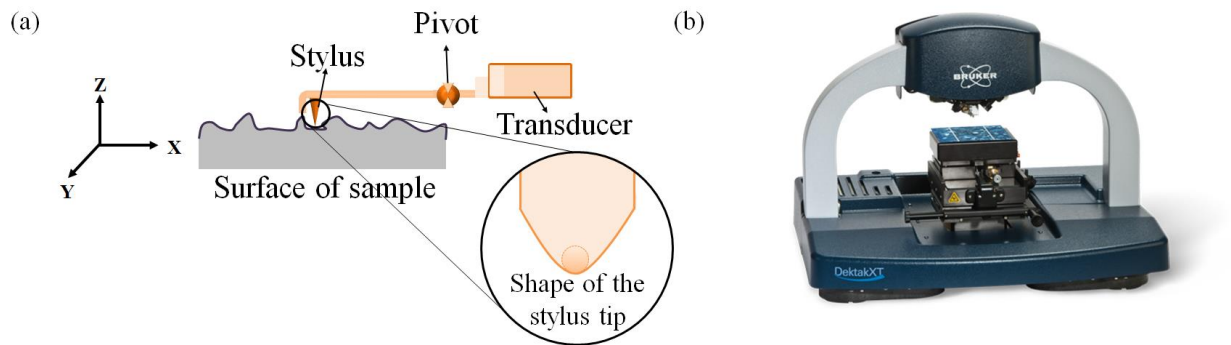 (a)
Pivot
Stylus
Z
X
Y
Transducer
Surface of sample
Shape of the
stylus tip
(b)
BRUKER
DektakXT